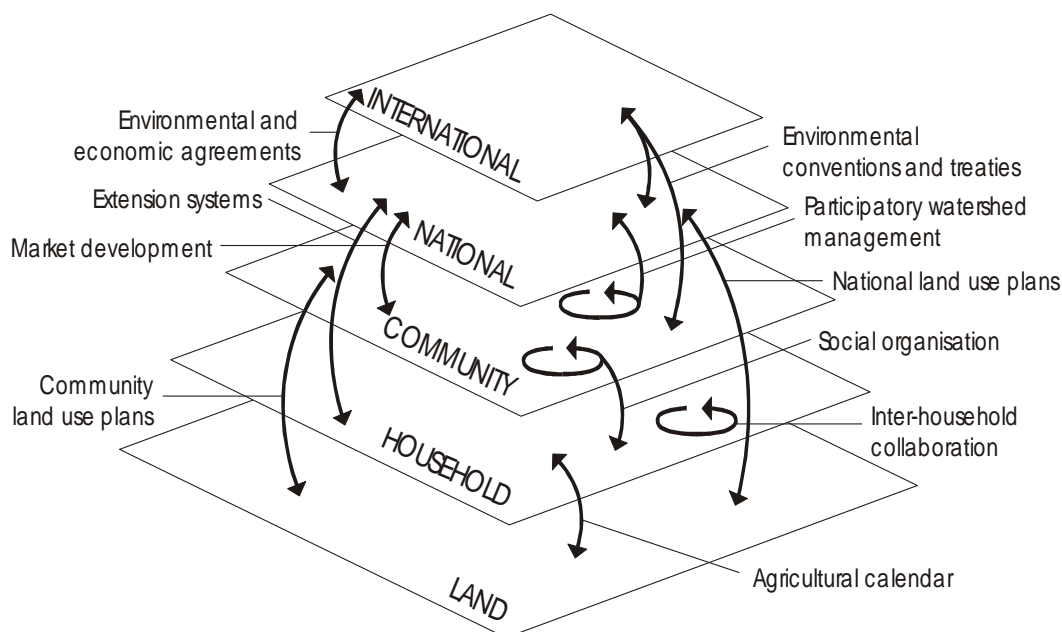 INTERNATIONAL
Environmental and
economic agreements
Environmental
conventions and treaties
Extension systems
Participatory watershed
management
NATIONAL
Market development
National land use plans
COMMUNITY
Social organisation
Community
land use plans
Inter-household
collaboration
HOUSEHOLD
Agricultural calendar
LAND